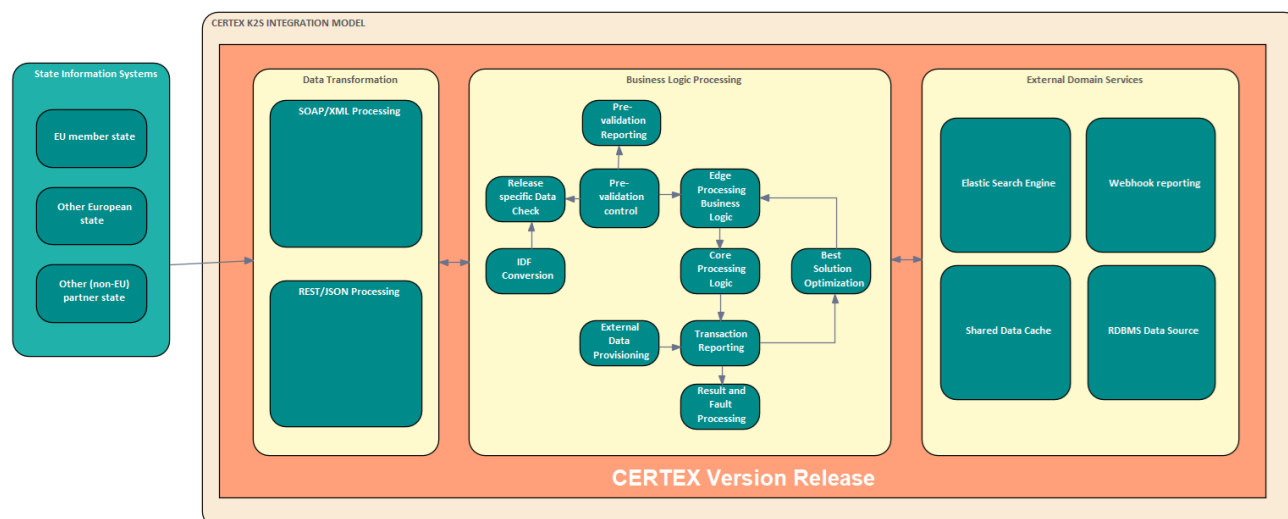 CERTEX K2S INTEGRATION MODEL
State Information Systems
EU member state
Other European
state
Other (non-EU)
partner state
Data Transformation
SOAP/XML Processing
REST/JSON Processing
Business Logic Processing
Pre-
validation
Reporting
Release
specific Data
Check
Pre-
validation
control
Edge
Processing
Business
Logic
IDF
Conversion
Core
Processing
Logic
Best
Solution
Optimization
External
Data
Provisioning
Transaction
Reporting
Result and
Fault
Processing
External Domain Services
Elastic Search Engine
Webhook reporting
Shared Data Cache
RDBMS Data Source
CERTEX Version Release